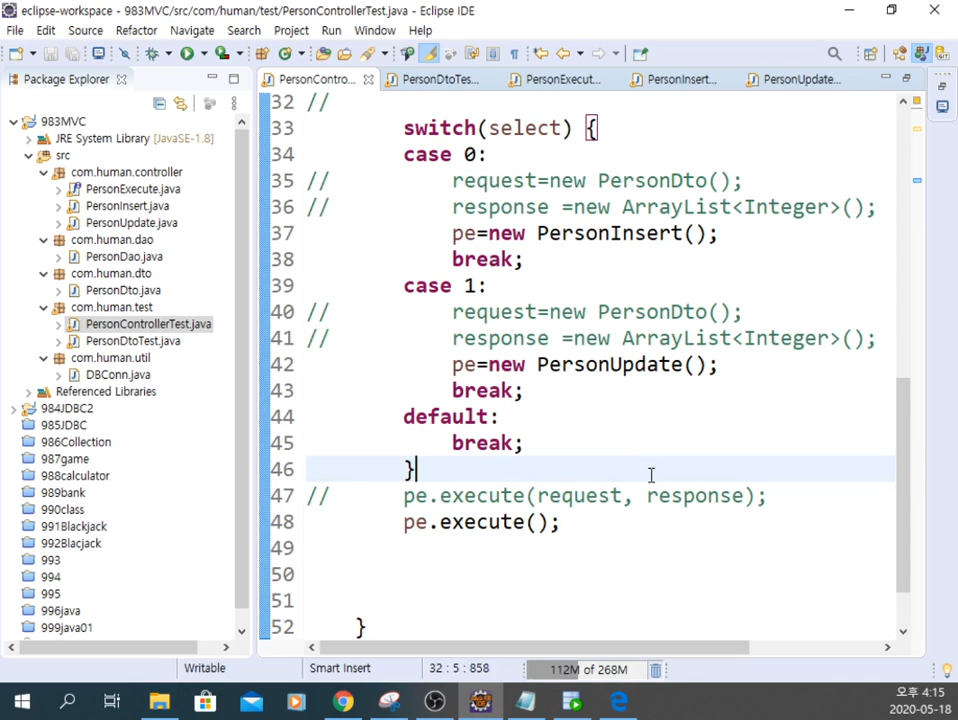 eclipse-workspace - 983MVC/src/com/human/test/PersonControllerTest.java - Eclipse IDE
File Edit Source Refactor Navigate Search Project Run Window Help
Package Explorer
PersonContro... PersonDtoTes... PersonExecut... PersonInsert... PersonUpdate...
983MVC
JRE System Library [JavaSE-1.8]
src
com.human.controller
PersonExecute.java
PersonInsert.java
PersonUpdate.java
com.human.dao
PersonDao.java
com.human.dto
PersonDto.java
com.human.test
PersonControllerTest.java
PersonDtoTest.java
com.human.util
DBConn.java
Referenced Libraries
984JDBC2
985JDBC
986Collection
987game
988calculator
989bank
990class
991Blackjack
992Blacjack
993
994
995
996java
999java01
32 //
33 switch(select) {
34 case 0:
35 // request=new PersonDto();
36 // response =new ArrayList<Integer>();
37 pe=new PersonInsert();
38 break;
39 case 1:
40 // request=new PersonDto();
41 // response =new ArrayList<Integer>();
42 pe=new PersonUpdate();
43 break;
44 default:
45 break;
46 }
47 // pe.execute(request, response);
48 pe.execute();
49
50
51
52 }
Writable Smart Insert 32 : 5 : 858 112M of 268M
오후 4:15
2020-05-18